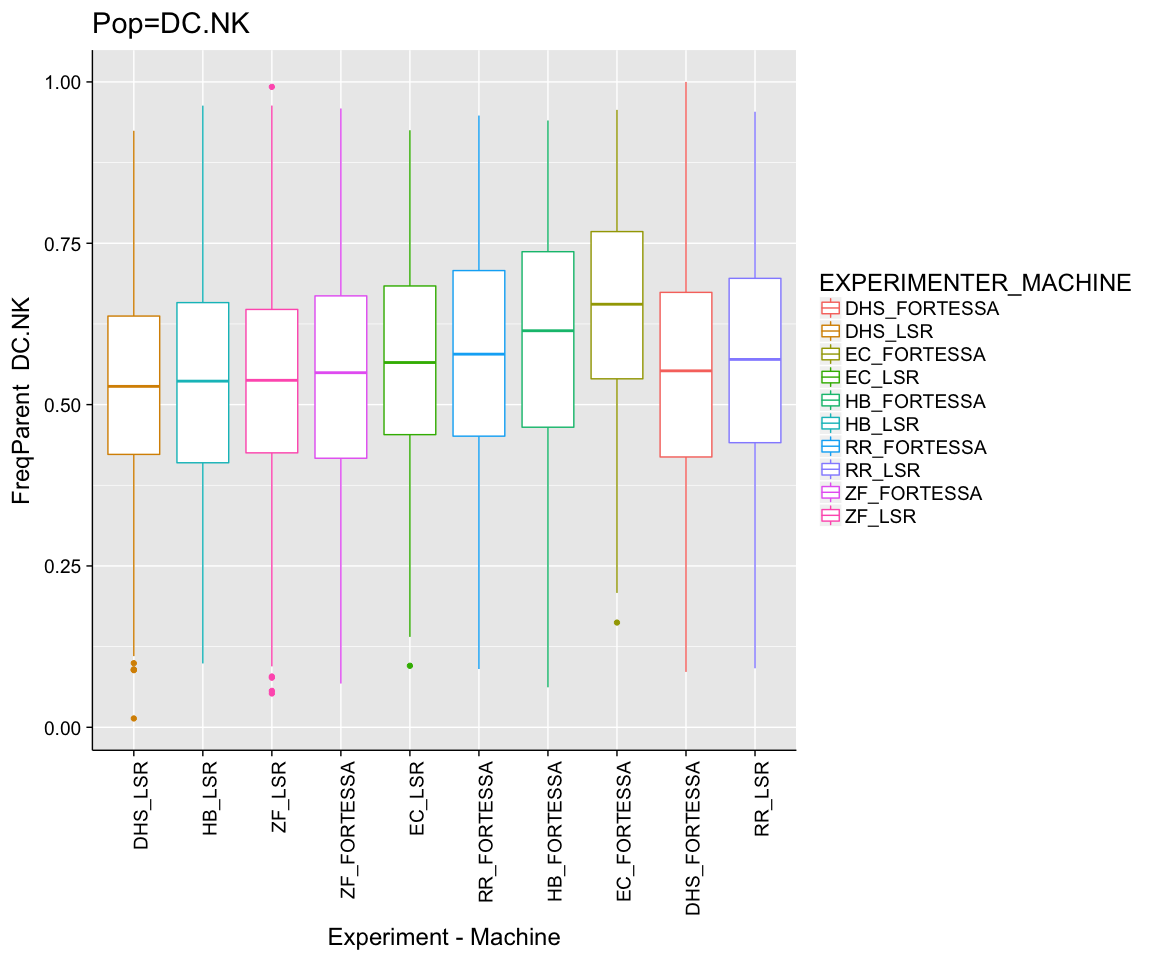 Pop=DC.NK
1.00
0.75
0.50
0.25
0.00
FreqParent  DC.NK
DHS_LSR
HB_LSR
ZF_LSR
ZF_FORTESSA
EC_LSR
RR_FORTESSA
HB_FORTESSA
EC_FORTESSA
DHS_FORTESSA
RR_LSR
Experiment - Machine
EXPERIMENTER_MACHINE
DHS_FORTESSA
DHS_LSR
EC_FORTESSA
EC_LSR
HB_FORTESSA
HB_LSR
RR_FORTESSA
RR_LSR
ZF_FORTESSA
ZF_LSR